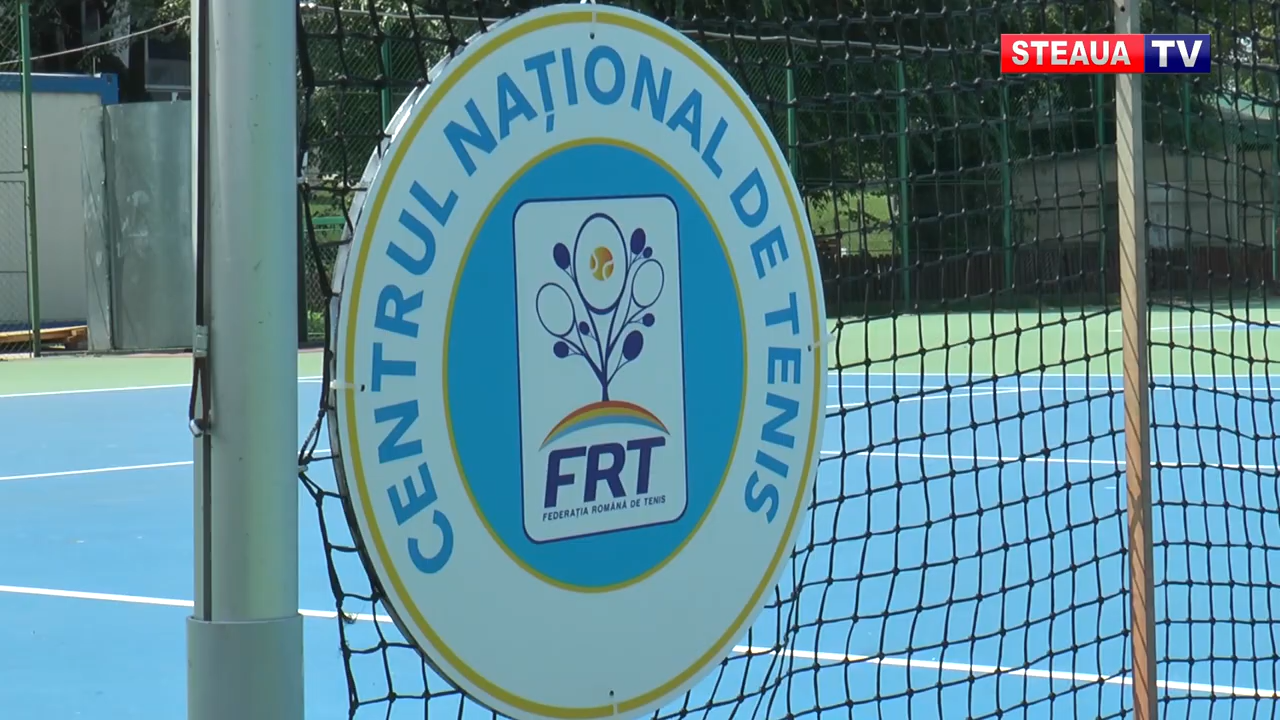 STEAUA TV
CENTRUL NAȚIONAL DE TENIS
FRT
FEDERAȚIA ROMÂNĂ DE TENIS